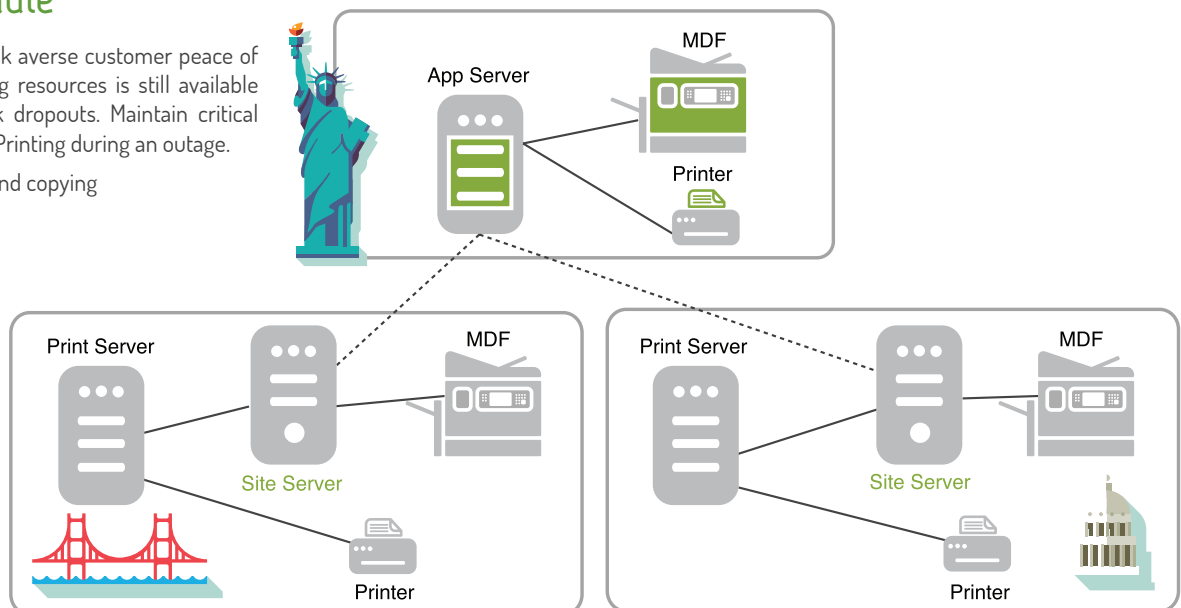 k averse customer peace of
g resources is still available
k dropouts. Maintain critical
Printing during an outage.
nd copying
MDF
App Server
Printer
Print Server
MDF
Site Server
Printer
Print Server
MDF
Site Server
Printer